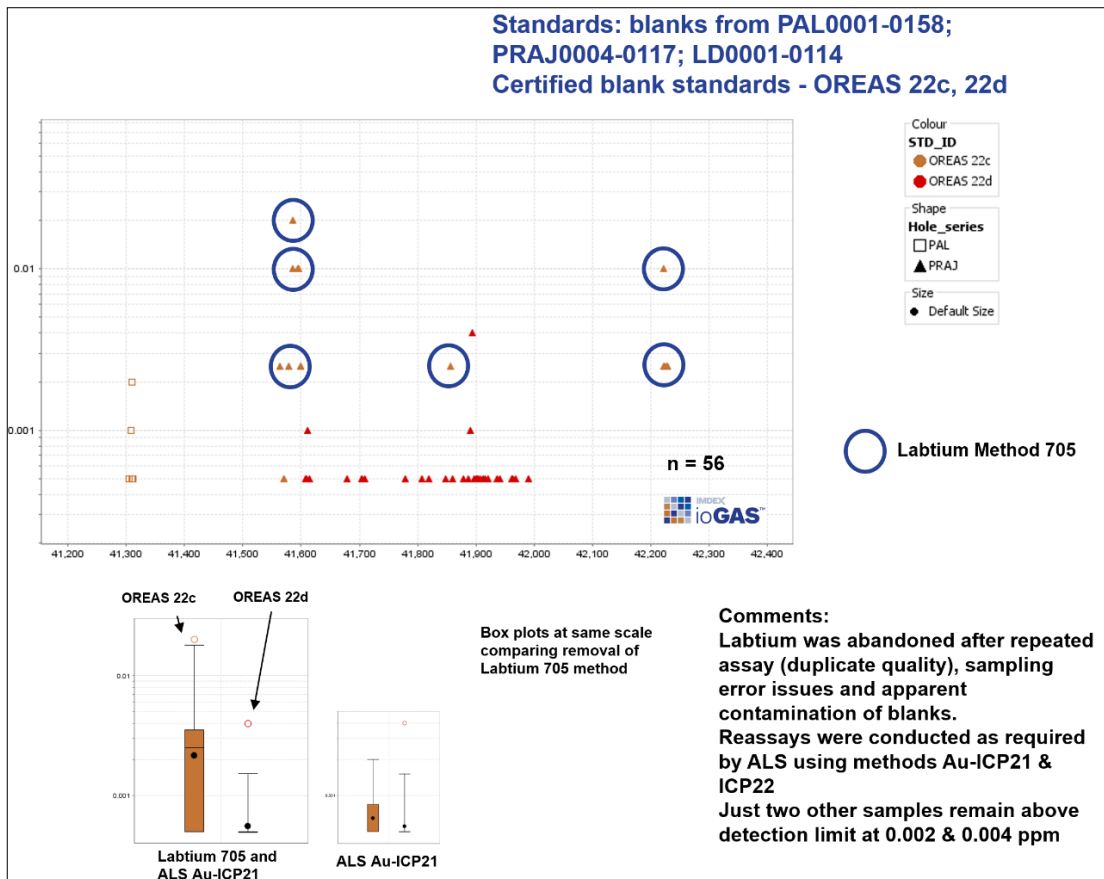 Standards: blanks from PAL0001-0158;
PRAJ0004-0117; LD0001-0114
Certified blank standards - OREAS 22c, 22d
Colour
STD_ID
OREAS 22c
OREAS 22d
Shape
Hole_series
PAL
PRAJ
Size
Default Size
0.01
0.001
n = 56
IMDEX
ioGAS™
41,200 41,300 41,400 41,500 41,600 41,700 41,800 41,900 42,000 42,100 42,200 42,300 42,400
Labtium Method 705
OREAS 22c
OREAS 22d
0.01
0.001
Labtium 705 and
ALS Au-ICP21
0.001
ALS Au-ICP21
Box plots at same scale
comparing removal of
Labtium 705 method
Comments:
Labtium was abandoned after repeated
assay (duplicate quality), sampling
error issues and apparent
contamination of blanks.
Reassays were conducted as required
by ALS using methods Au-ICP21 &
ICP22
Just two other samples remain above
detection limit at 0.002 & 0.004 ppm